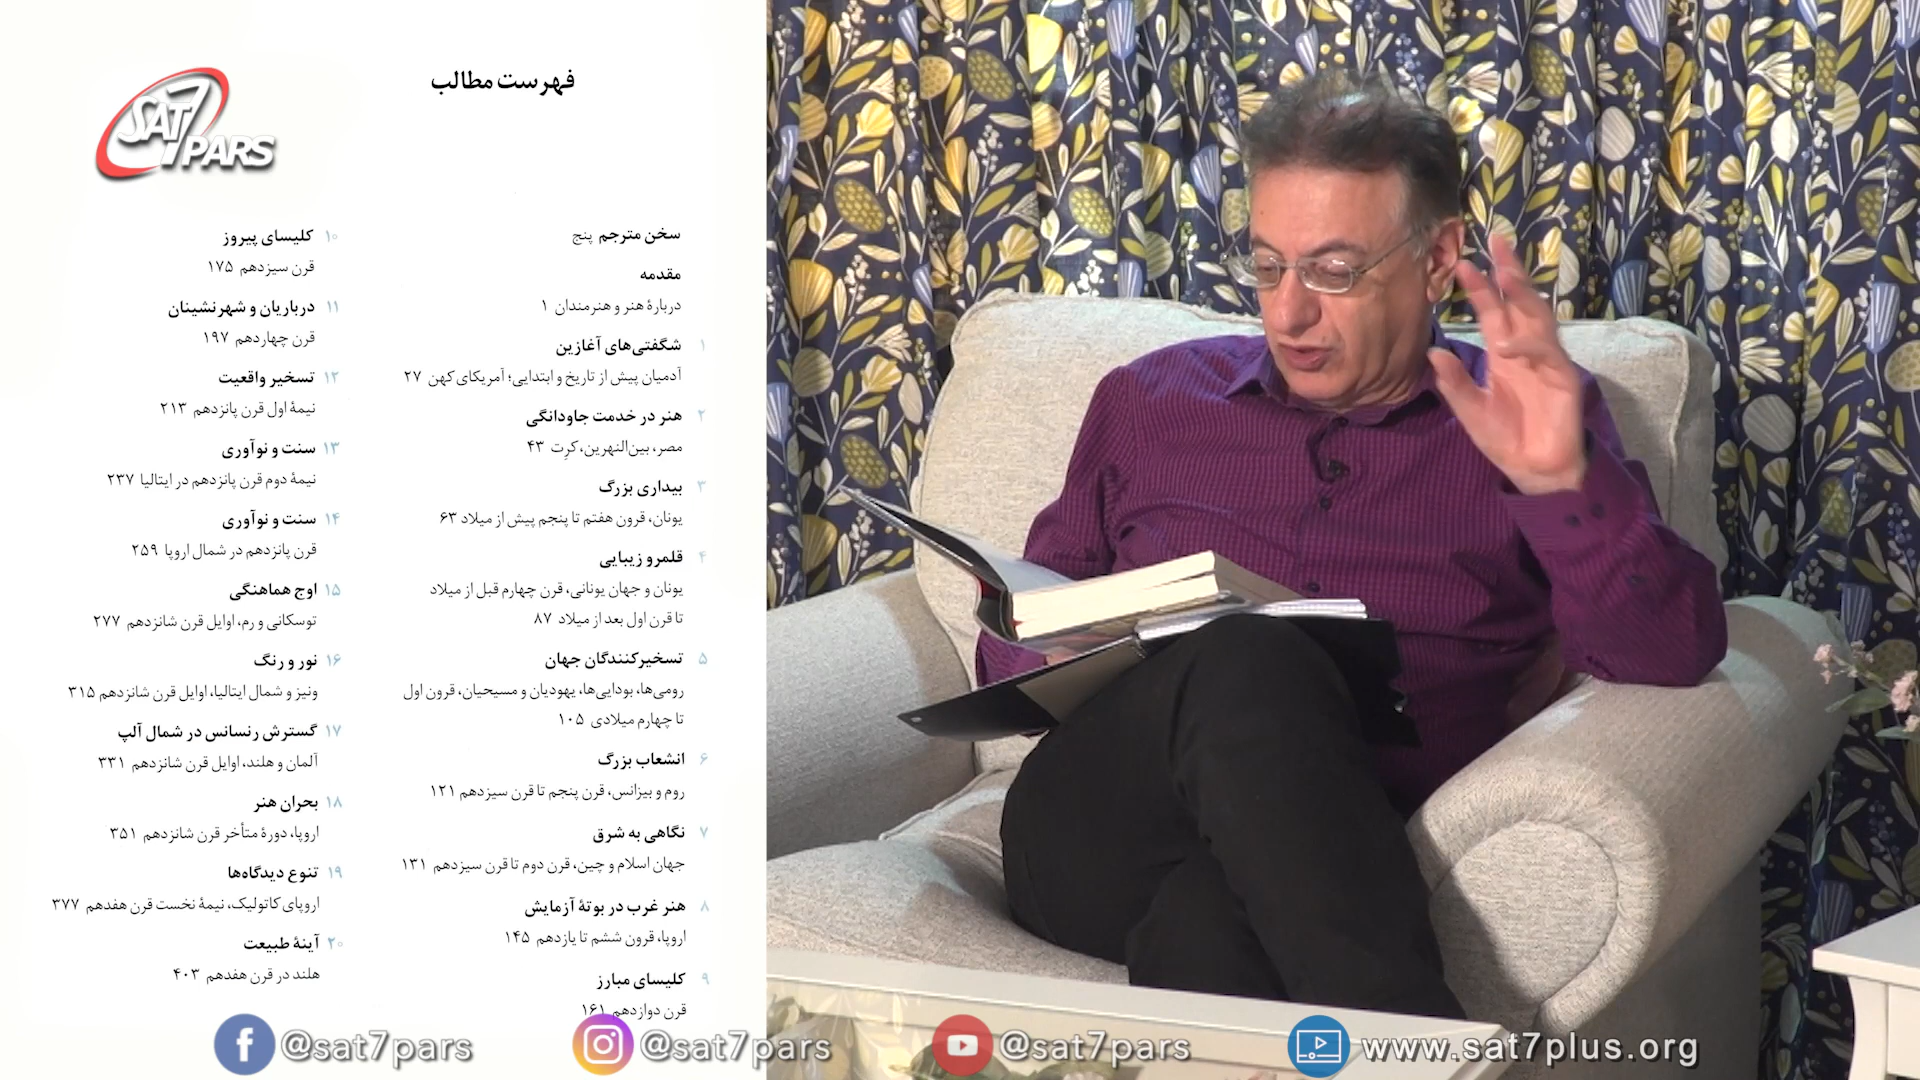 SAT 7 PARS
فهرست مطالب
سخن مترجم پنج
مقدمه
دربارهٔ هنر و هنرمندان ۱
۱ شگفتی‌های آغازین
آدمیان پیش از تاریخ و ابتدایی؛ آمریکای کهن ۲۷
۲ هنر در خدمت جاودانگی
مصر، بین‌النهرین، کرِت ۴۳
۳ بیداری بزرگ
یونان، قرون هفتم تا پنجم پیش از میلاد ۶۳
۴ قلمرو زیبایی
یونان و جهان یونانی، قرن چهارم قبل از میلاد
تا قرن اول بعد از میلاد ۸۷
۵ تسخیرکنندگان جهان
رومی‌ها، بودایی‌ها، یهودیان و مسیحیان، قرون اول
تا چهارم میلادی ۱۰۵
۶ انشعاب بزرگ
روم و بیزانس، قرن پنجم تا قرن سیزدهم ۱۲۱
۷ نگاهی به شرق
جهان اسلام و چین، قرن دوم تا قرن سیزدهم ۱۳۱
۸ هنر غرب در بوتهٔ آزمایش
اروپا، قرون ششم تا یازدهم ۱۴۵
۹ کلیسای مبارز
قرن دوازدهم ۱۶۱
۱۰ کلیسای پیروز
قرن سیزدهم ۱۷۵
۱۱ درباریان و شهرنشینان
قرن چهاردهم ۱۹۷
۱۲ تسخیر واقعیت
نیمهٔ اول قرن پانزدهم ۲۱۳
۱۳ سنت و نوآوری
نیمهٔ دوم قرن پانزدهم در ایتالیا ۲۳۷
۱۴ سنت و نوآوری
قرن پانزدهم در شمال اروپا ۲۵۹
۱۵ اوج هماهنگی
توسکانی و رم، اوایل قرن شانزدهم ۲۷۷
۱۶ نور و رنگ
ونیز و شمال ایتالیا، اوایل قرن شانزدهم ۳۱۵
۱۷ گسترش رنسانس در شمال آلپ
آلمان و هلند، اوایل قرن شانزدهم ۳۳۱
۱۸ بحران هنر
اروپا، دورهٔ متأخر قرن شانزدهم ۳۵۱
۱۹ تنوع دیدگاه‌ها
اروپای کاتولیک، نیمهٔ نخست قرن هفدهم ۳۷۷
۲۰ آینهٔ طبیعت
هلند در قرن هفدهم ۴۰۳
@sat7pars
@sat7pars
@sat7pars
www.sat7plus.org